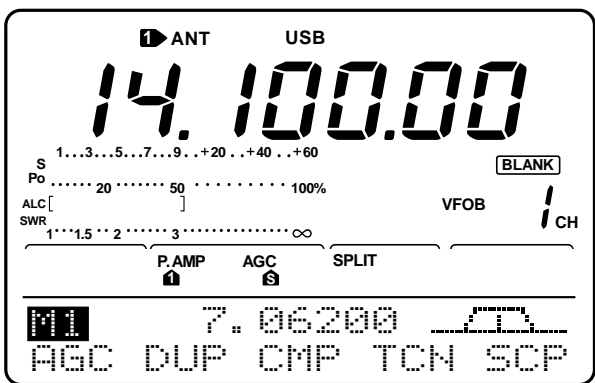 1 ANT USB
14.100.00
1...3...5...7...9..+20..+40..+60
S
BLANK
Po ...... 20 ....... 50 .......... 100%
ALC [ ]
VFOB 1 CH
SWR
1...1.5..2 ...... 3 .............. ∞
P.AMP AGC SPLIT
1 S
M1 7.06200
AGC DUP CMP TCN SCP